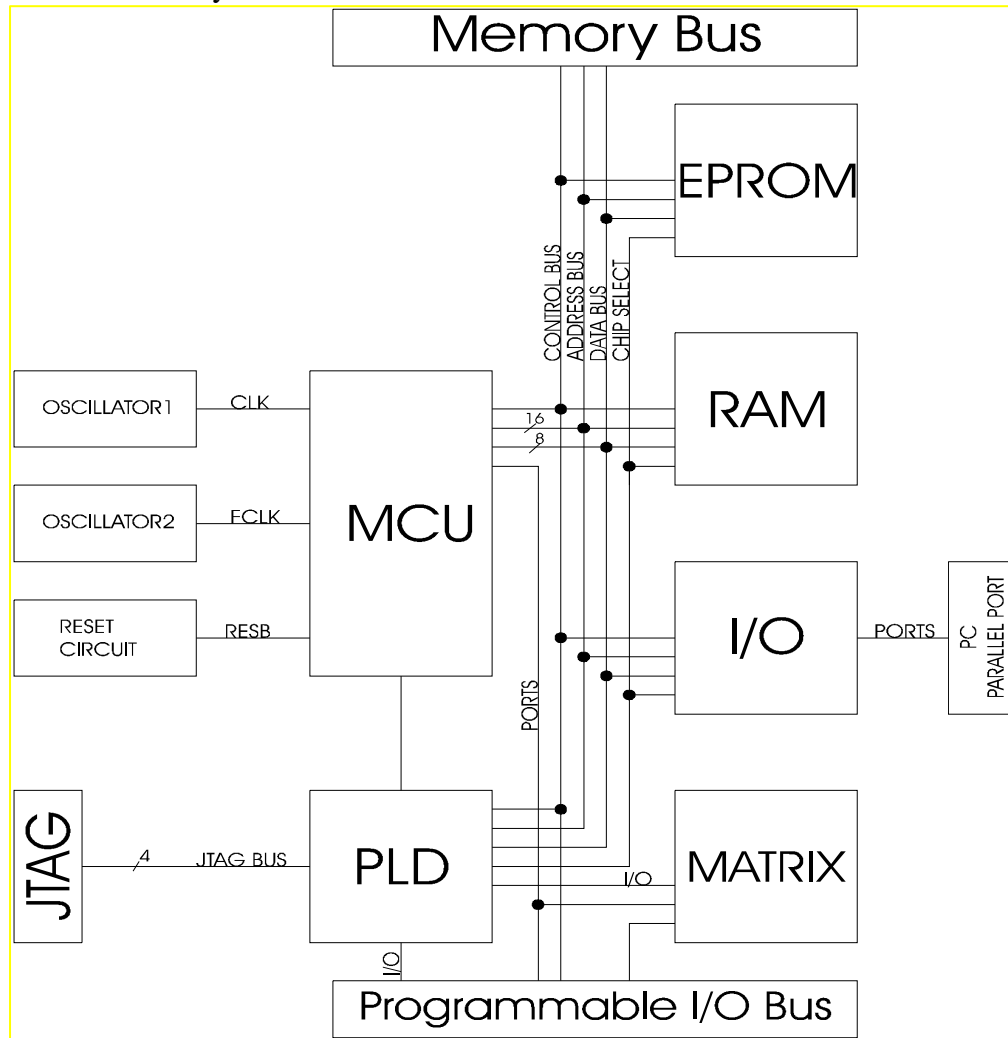 Memory Bus
EPROM
CONTROL BUS
ADDRESS BUS
DATA BUS
CHIP SELECT
OSCILLATOR1
CLK
MCU
16
8
RAM
OSCILLATOR2
FCLK
RESET
CIRCUIT
RESB
I/O
PORTS
PC
PARALLEL PORT
PORTS
JTAG
4
JTAG BUS
PLD
I/O
MATRIX
I/O
Programmable I/O Bus